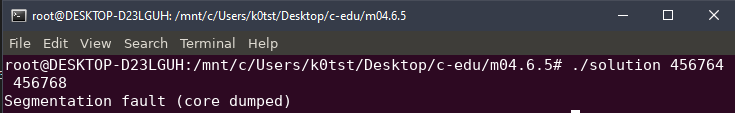 root@DESKTOP-D23LGUH: /mnt/c/Users/k0tst/Desktop/c-edu/m04.6.5
File Edit View Search Terminal Help
root@DESKTOP-D23LGUH:/mnt/c/Users/k0tst/Desktop/c-edu/m04.6.5# ./solution 456764
456768
Segmentation fault (core dumped)